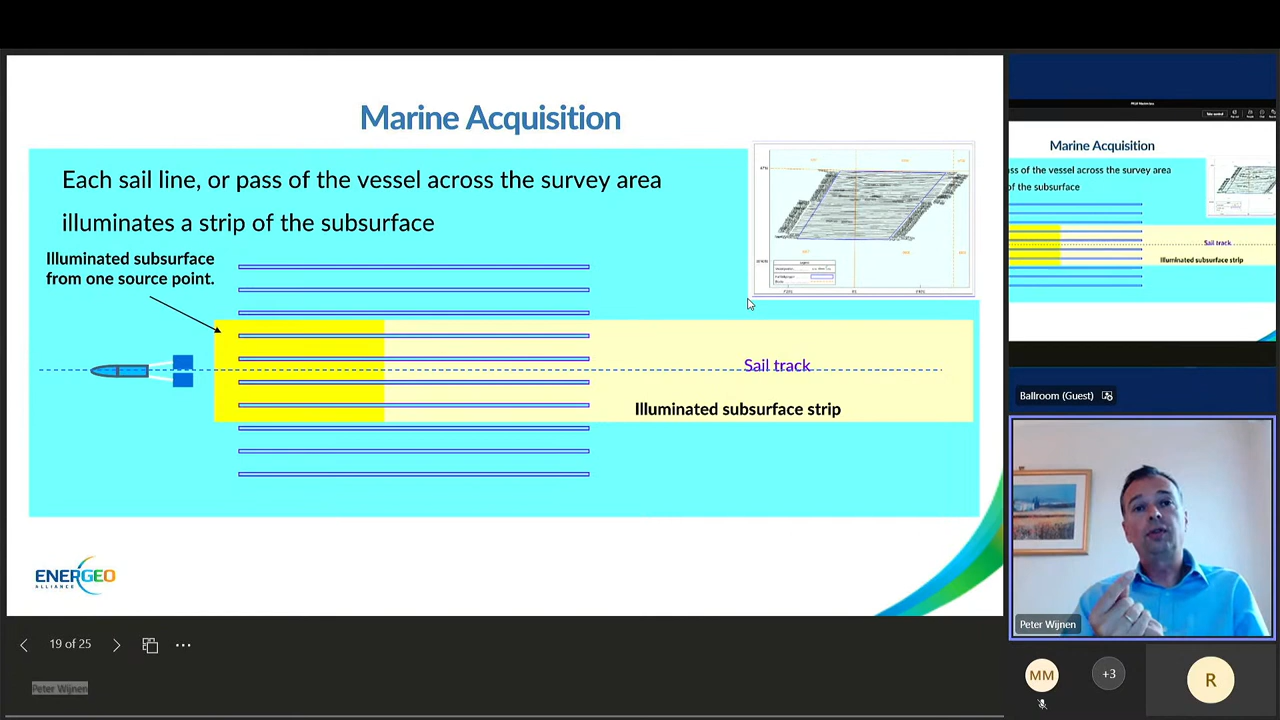 Marine Acquisition
Each sail line, or pass of the vessel across the survey area
illuminates a strip of the subsurface
Illuminated subsurface
from one source point.
Sail track
Illuminated subsurface strip
ENERGEO
ALLIANCE
19 of 25
Peter Wijnen
Marine Acquisition
ss of the vessel across the survey area
of the subsurface
Sail track
Illuminated subsurface strip
Ballroom (Guest)
Peter Wijnen
MM
+3
R